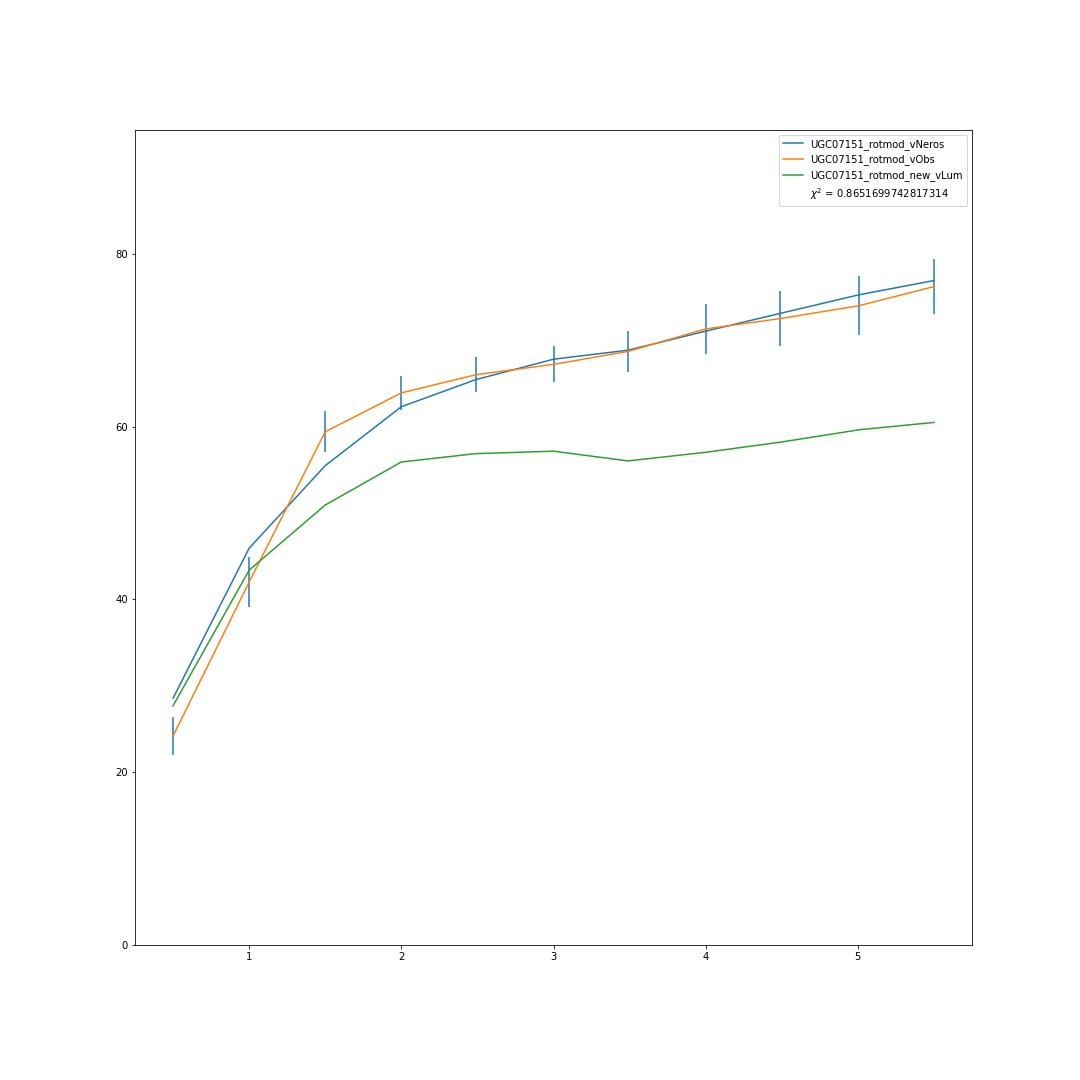 UGC07151_rotmod_vNeros
UGC07151_rotmod_vObs
UGC07151_rotmod_new_vLum
χ² = 0.8651699742817314
80
60
40
20
0
1 2 3 4 5